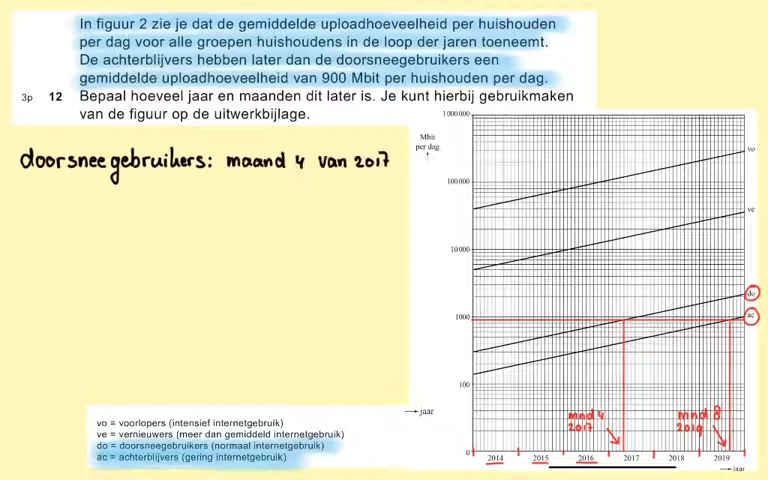 In figuur 2 zie je dat de gemiddelde uploadhoeveelheid per huishouden
per dag voor alle groepen huishoudens in de loop der jaren toeneemt.
De achterblijvers hebben later dan de doorsneegebruikers een
gemiddelde uploadhoeveelheid van 900 Mbit per huishouden per dag.
3p 12 Bepaal hoeveel jaar en maanden dit later is. Je kunt hierbij gebruikmaken
van de figuur op de uitwerkbijlage.
doorsneegebruikers: maand 4 van 2017
Mbit
per dag
1 000 000
100 000
10 000
1000
100
0
vo
ve
do
ac
mnd 4
2017
mnd 8
2019
2014 2015 2016 2017 2018 2019
jaar
jaar
vo = voorlopers (intensief internetgebruik)
ve = vernieuwers (meer dan gemiddeld internetgebruik)
do = doorsneegebruikers (normaal internetgebruik)
ac = achterblijvers (gering internetgebruik)